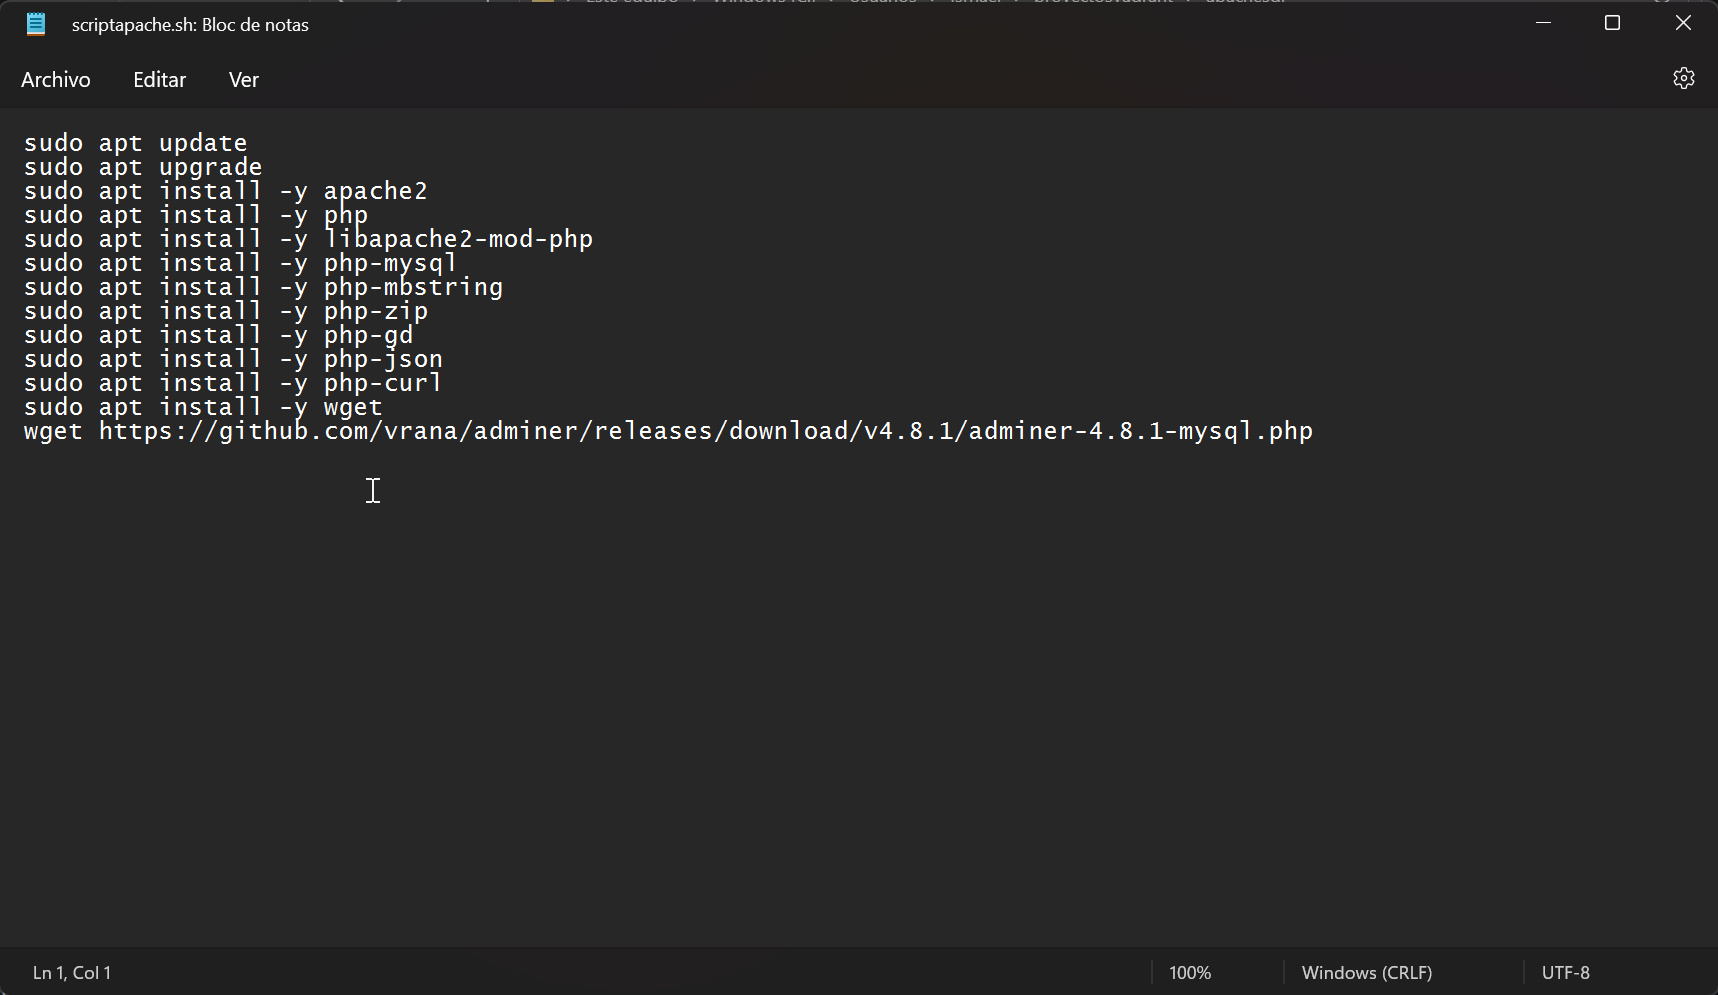 scriptapache.sh: Bloc de notas
Archivo Editar Ver
sudo apt update
sudo apt upgrade
sudo apt install -y apache2
sudo apt install -y php
sudo apt install -y libapache2-mod-php
sudo apt install -y php-mysql
sudo apt install -y php-mbstring
sudo apt install -y php-zip
sudo apt install -y php-gd
sudo apt install -y php-json
sudo apt install -y php-curl
sudo apt install -y wget
wget https://github.com/vrana/adminer/releases/download/v4.8.1/adminer-4.8.1-mysql.php
Ln 1, Col 1 100% Windows (CRLF) UTF-8